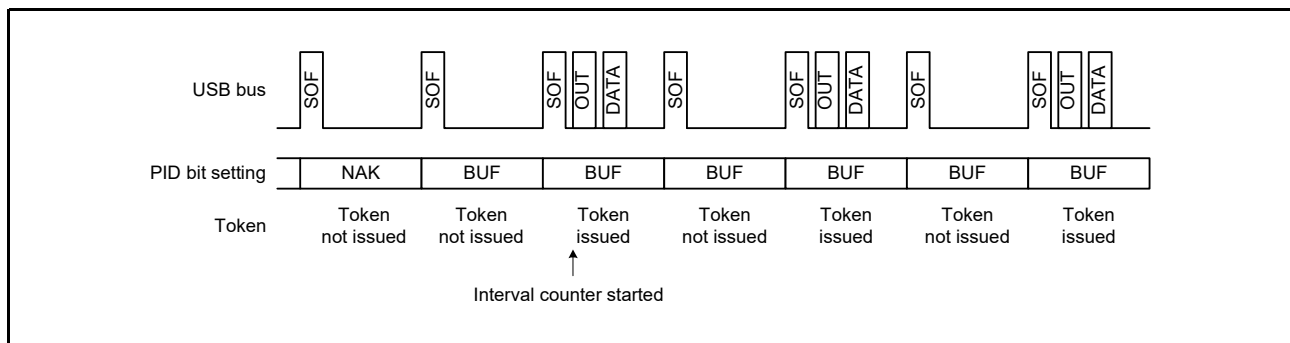 USB bus
SOF
SOF
SOF
OUT
DATA
SOF
SOF
OUT
DATA
SOF
SOF
OUT
DATA
PID bit setting
NAK
BUF
BUF
BUF
BUF
BUF
BUF
Token
Token
not issued
Token
not issued
Token
issued
Token
not issued
Token
issued
Token
not issued
Token
issued
Interval counter started